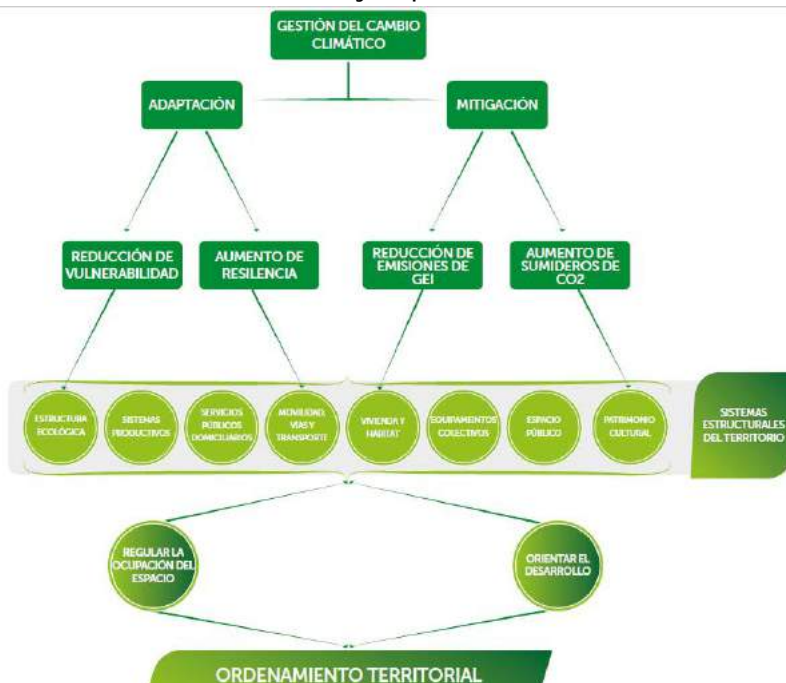 GESTIÓN DEL CAMBIO
CLIMÁTICO
ADAPTACIÓN
MITIGACIÓN
REDUCCIÓN DE
VULNERABILIDAD
AUMENTO DE
RESILENCIA
REDUCCIÓN DE
EMISIONES DE
GEI
AUMENTO DE
SUMIDEROS DE
CO2
ESTRUCTURA
ECOLÓGICA
SISTEMAS
PRODUCTIVOS
SERVICIOS
PÚBLICOS
DOMICILIARIOS
MOVILIDAD,
VÍAS Y
TRANSPORTE
VIVIENDA Y
HÁBITAT
EQUIPAMIENTOS
COLECTIVOS
ESPACIO
PÚBLICO
PATRIMONIO
CULTURAL
SISTEMAS
ESTRUCTURALES
DEL TERRITORIO
REGULAR LA
OCUPACIÓN DEL
ESPACIO
ORIENTAR EL
DESARROLLO
ORDENAMIENTO TERRITORIAL